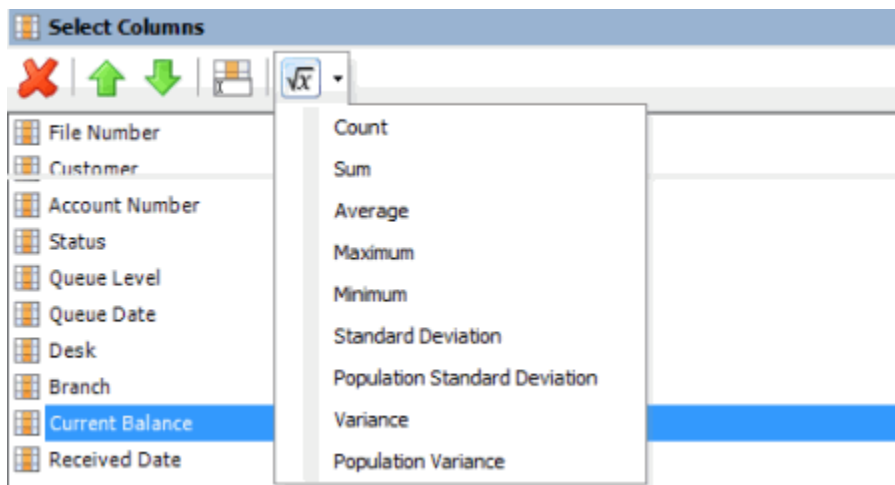 Select Columns
√x
File Number
Customer
Account Number
Status
Queue Level
Queue Date
Desk
Branch
Current Balance
Received Date
Count
Sum
Average
Maximum
Minimum
Standard Deviation
Population Standard Deviation
Variance
Population Variance